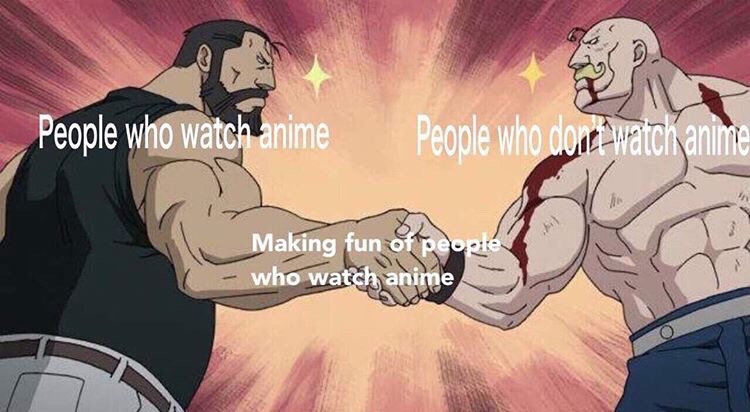 People who watch anime
People who don't watch anime
Making fun of people
who watch anime